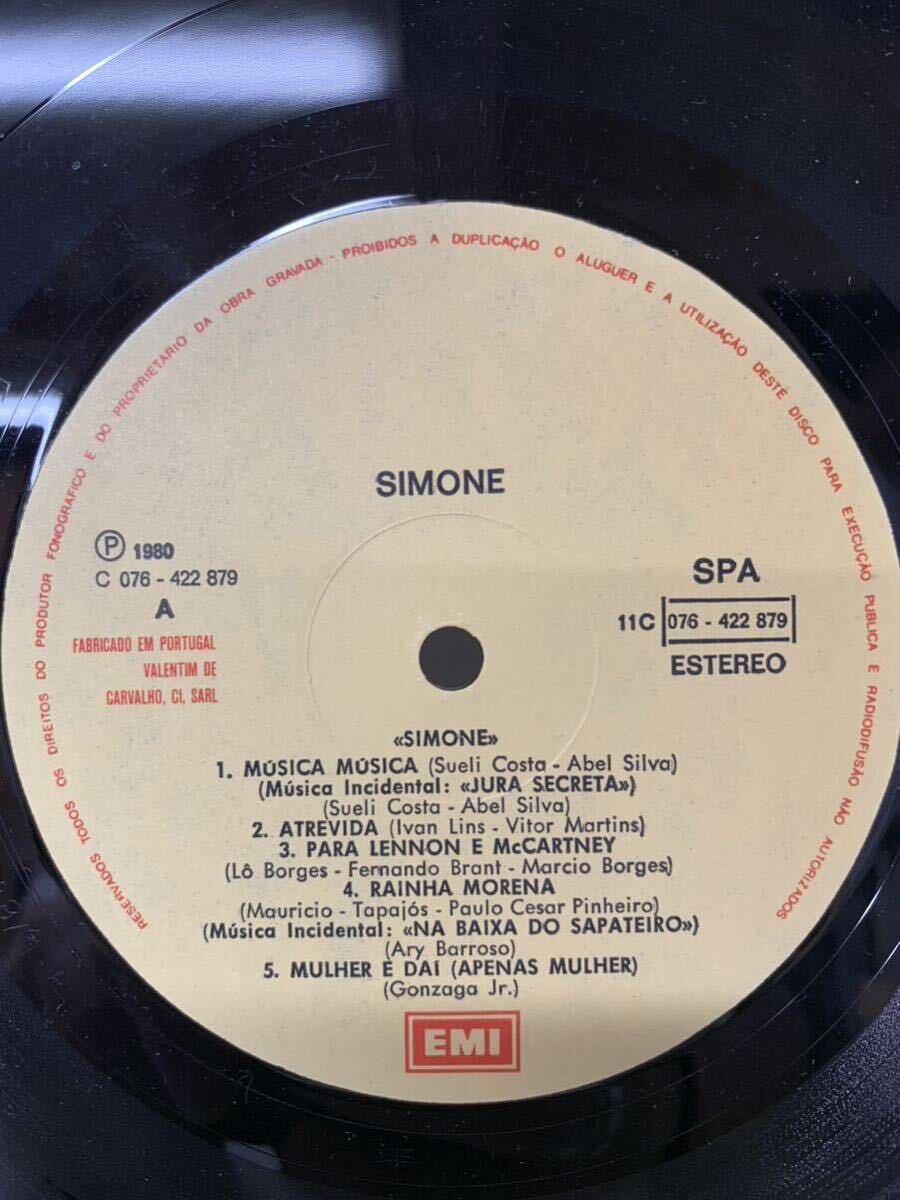 RESERVADO TODOS OS DIREITOS DO PRODUTOR FONOGRAFICO E DO PROPRIETARIO DA OBRA GRAVADA - PROIBIDOS A DUPLICAÇÃO O ALUGUER E A UTILIZAÇÃO DESTE DISCO PARA EXECUÇÃO PUBLICA E RADIODIFUSÃO NÃO AUTORIZADOS
SIMONE
Ⓟ 1980
C 076 - 422 879
A
FABRICADO EM PORTUGAL
VALENTIM DE
CARVALHO, CI, SARL
SPA
11C 076 - 422 879
ESTEREO
«SIMONE»
1. MÚSICA MÚSICA (Sueli Costa - Abel Silva)
(Música Incidental: «JURA SECRETA»)
(Sueli Costa - Abel Silva)
2. ATREVIDA (Ivan Lins - Vitor Martins)
3. PARA LENNON E McCARTNEY
(Lô Borges - Fernando Brant - Marcio Borges)
4. RAINHA MORENA
(Mauricio - Tapajós - Paulo Cesar Pinheiro)
(Música Incidental: «NA BAIXA DO SAPATEIRO»)
(Ary Barroso)
5. MULHER E DAÍ (APENAS MULHER)
(Gonzaga Jr.)
EMI